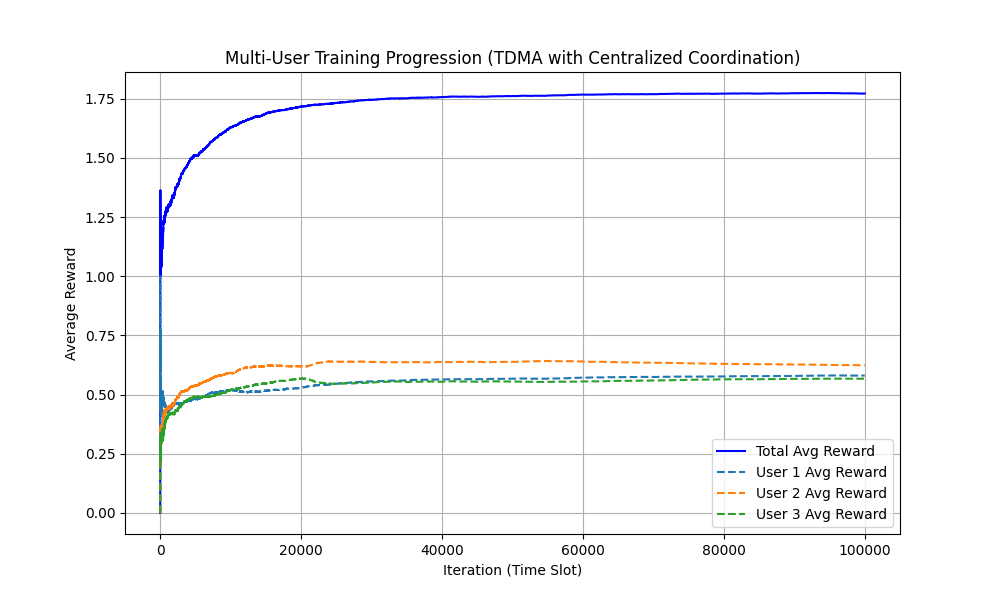 Multi-User Training Progression (TDMA with Centralized Coordination)
Average Reward
1.75
1.50
1.25
1.00
0.75
0.50
0.25
0.00
Total Avg Reward
User 1 Avg Reward
User 2 Avg Reward
User 3 Avg Reward
0 20000 40000 60000 80000 100000
Iteration (Time Slot)